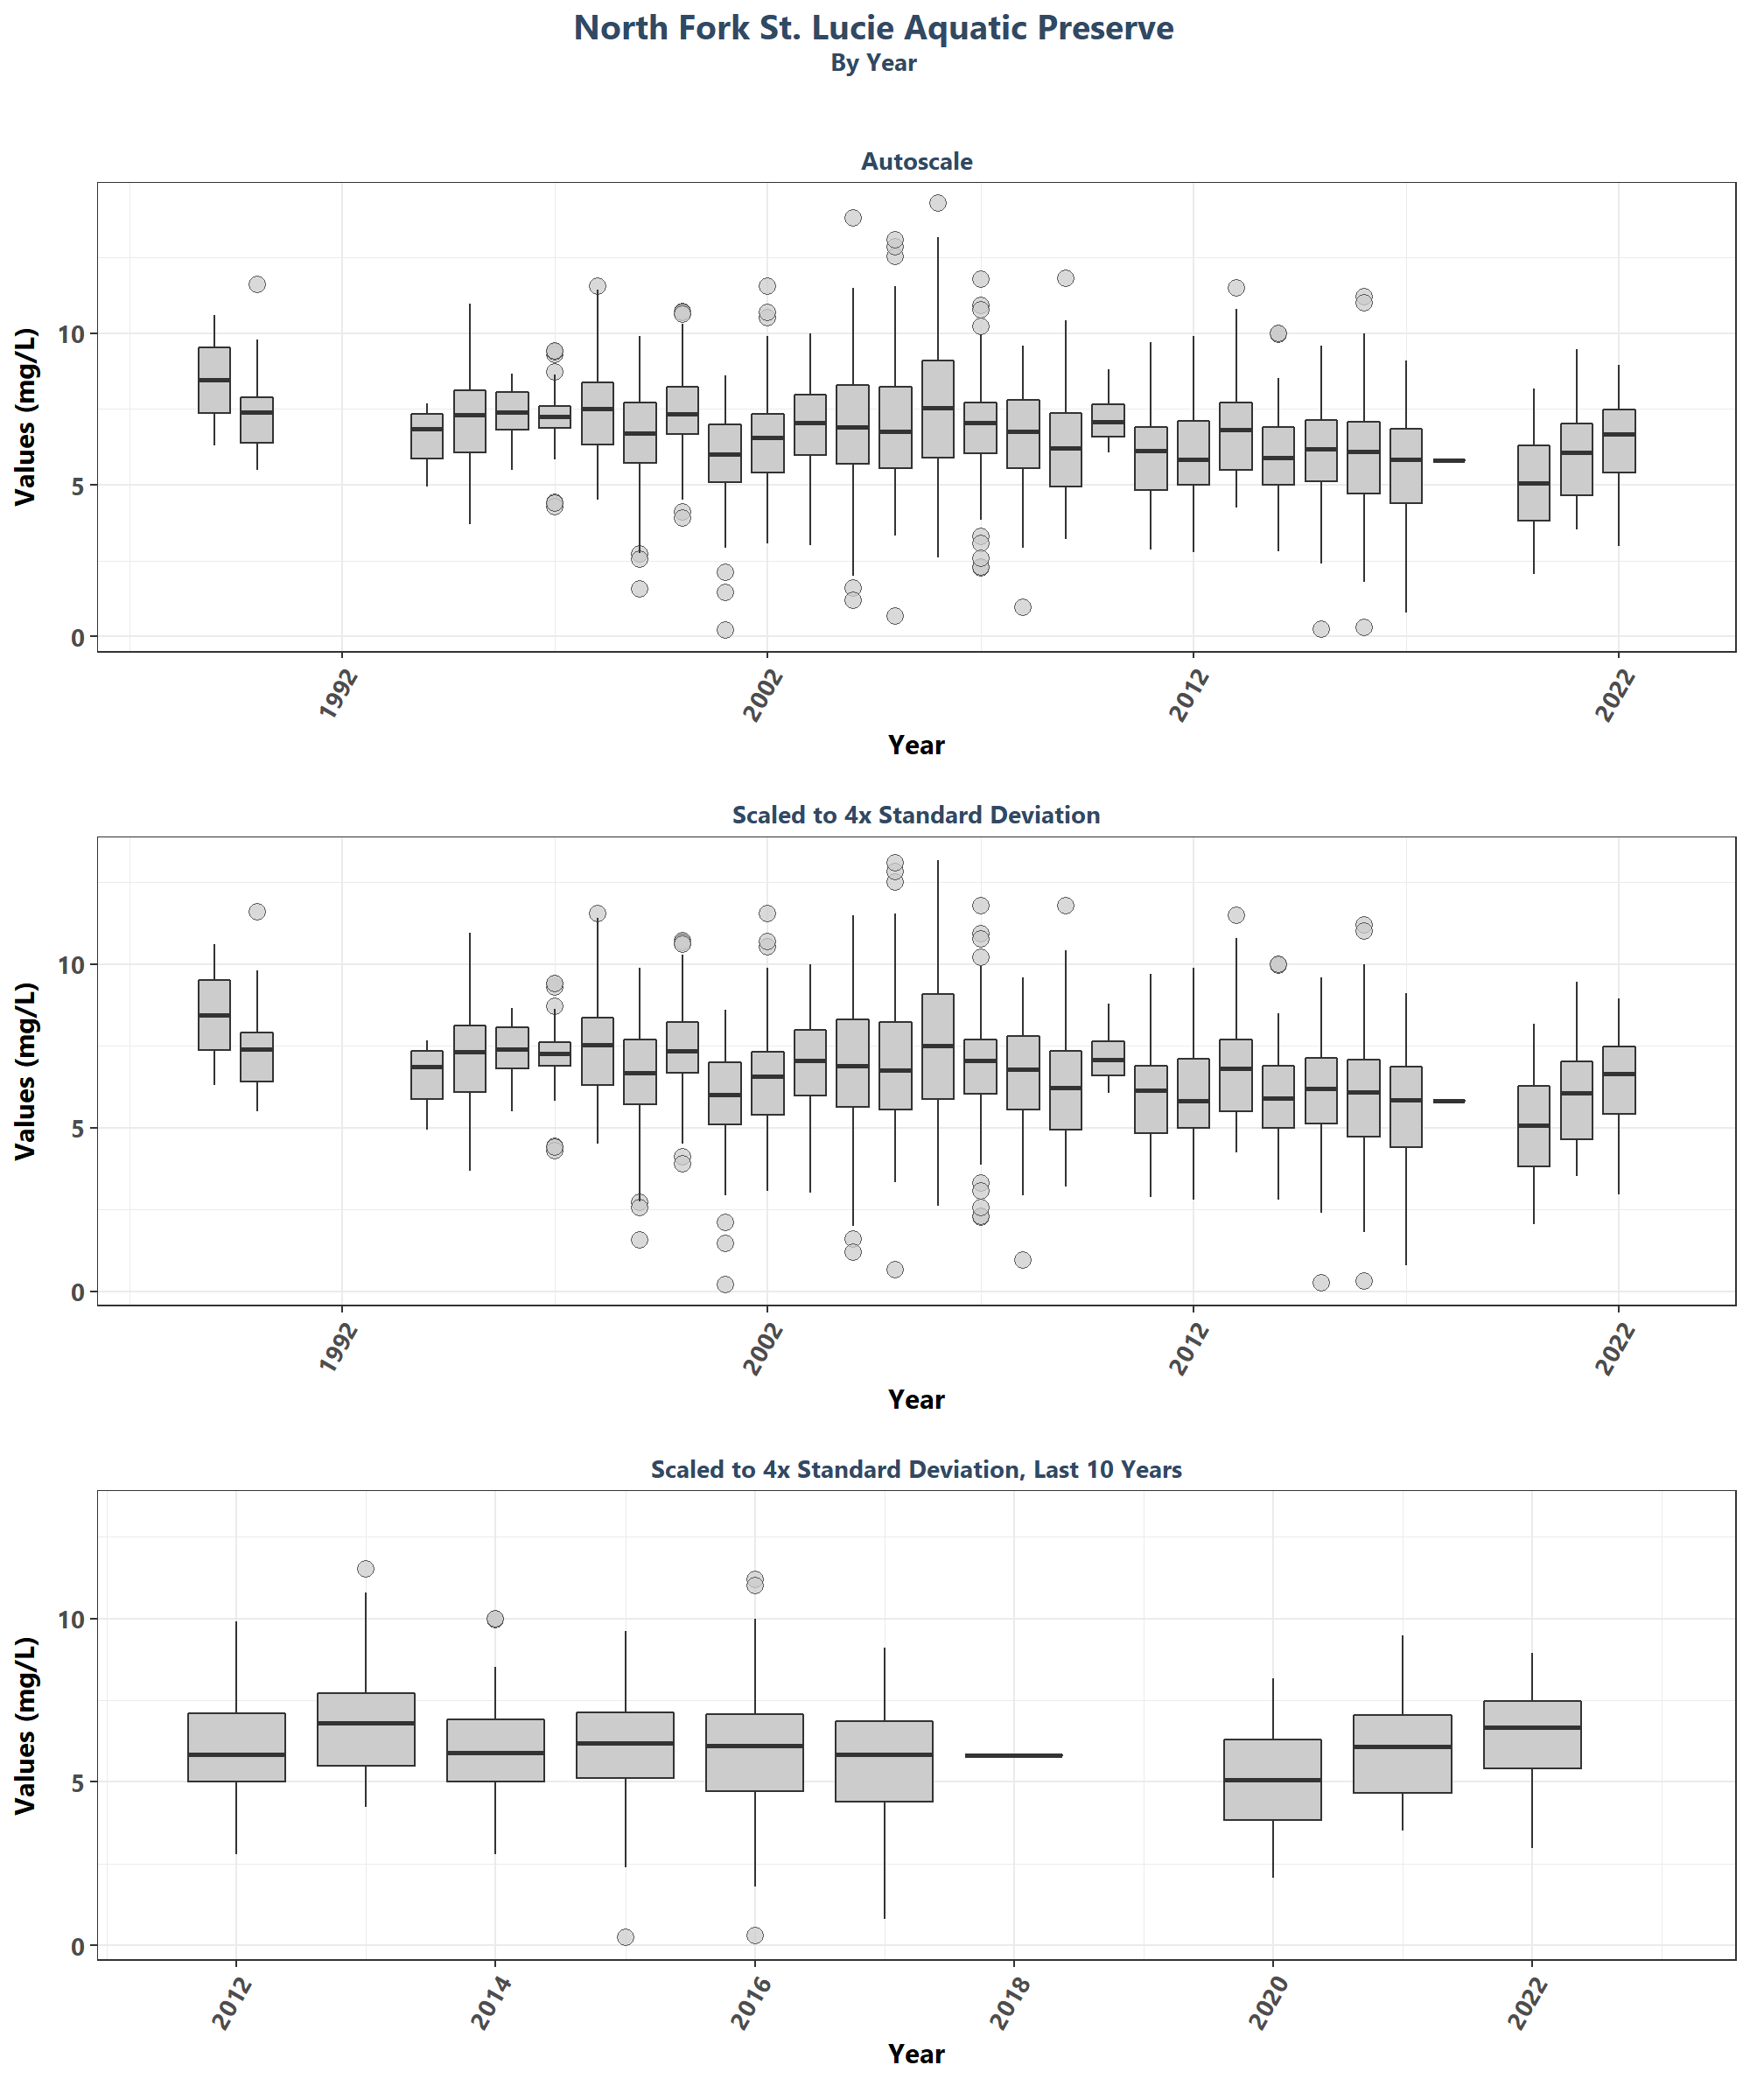 North Fork St. Lucie Aquatic Preserve
By Year
Autoscale
Values (mg/L)
10
5
0
1992
2002
2012
2022
Year
Scaled to 4x Standard Deviation
Values (mg/L)
10
5
0
1992
2002
2012
2022
Year
Scaled to 4x Standard Deviation, Last 10 Years
Values (mg/L)
10
5
0
2012
2014
2016
2018
2020
2022
Year